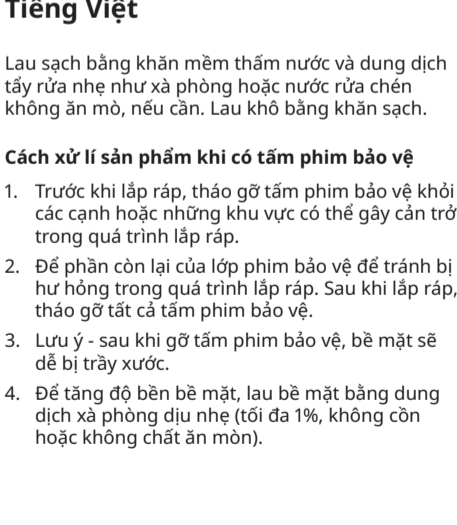 Tiếng Việt
Lau sạch bằng khăn mềm thấm nước và dung dịch
tẩy rửa nhẹ như xà phòng hoặc nước rửa chén
không ăn mò, nếu cần. Lau khô bằng khăn sạch.
Cách xử lí sản phẩm khi có tấm phim bảo vệ
1. Trước khi lắp ráp, tháo gỡ tấm phim bảo vệ khỏi
các cạnh hoặc những khu vực có thể gây cản trở
trong quá trình lắp ráp.
2. Để phần còn lại của lớp phim bảo vệ để tránh bị
hư hỏng trong quá trình lắp ráp. Sau khi lắp ráp,
tháo gỡ tất cả tấm phim bảo vệ.
3. Lưu ý - sau khi gỡ tấm phim bảo vệ, bề mặt sẽ
dễ bị trầy xước.
4. Để tăng độ bền bề mặt, lau bề mặt bằng dung
dịch xà phòng dịu nhẹ (tối đa 1%, không cồn
hoặc không chất ăn mòn).